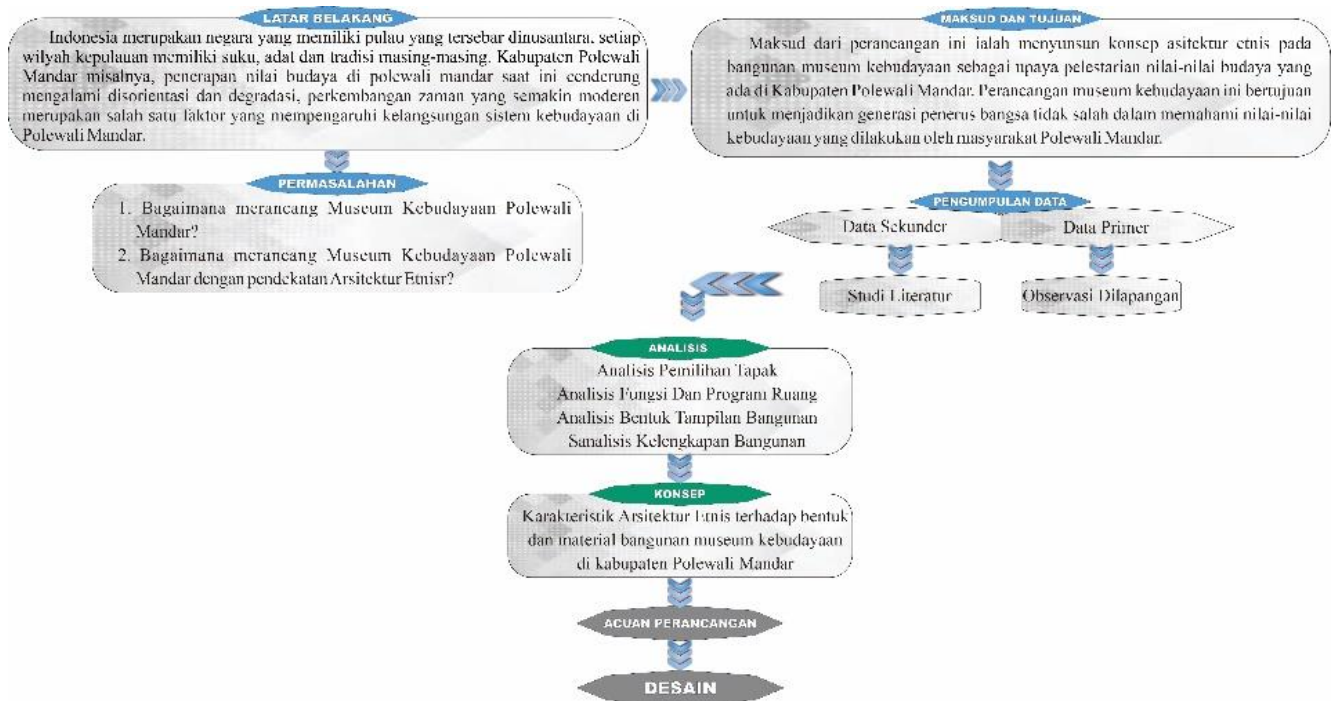 LATAR BELAKANG
Indonesia merupakan negara yang memiliki pulau yang tersebar dinusantara, setiap
wilyah kepulauan memiliki suku, adat dan tradisi masing-masing. Kabupaten Polewali
Mandar misalnya, penerapan nilai budaya di polewali mandar saat ini cenderung
mengalami disorientasi dan degradasi, perkembangan zaman yang semakin moderen
merupakan salah satu faktor yang mempengaruhi kelangsungan sistem kebudayaan di
Polewali Mandar.
PERMASALAHAN
1. Bagaimana merancang Museum Kebudayaan Polewali
Mandar?
2. Bagaimana merancang Museum Kebudayaan Polewali
Mandar dengan pendekatan Arsitektur Etnisr?
MAKSUD DAN TUJUAN
Maksud dari perancangan ini ialah menyusun konsep asitektur etnis pada
bangunan museum kebudayaan sebagai upaya pelestarian nilai-nilai budaya yang
ada di Kabupaten Polewali Mandar. Perancangan museum kebudayaan ini bertujuan
untuk menjadikan generasi penerus bangsa tidak salah dalam memahami nilai-nilai
kebudayaan yang dilakukan oleh masyarakat Polewali Mandar.
PENGUMPULAN DATA
Data Sekunder
Data Primer
Studi Literatur
Observasi Dilapangan
ANALISIS
Analisis Pemilihan Tapak
Analisis Fungsi Dan Program Ruang
Analisis Bentuk Tampilan Bangunan
Sanalisis Kelengkapan Bangunan
KONSEP
Karakteristik Arsitektur Etnis terhadap bentuk
dan material bangunan museum kebudayaan
di kabupaten Polewali Mandar
ACUAN PERANCANGAN
DESAIN